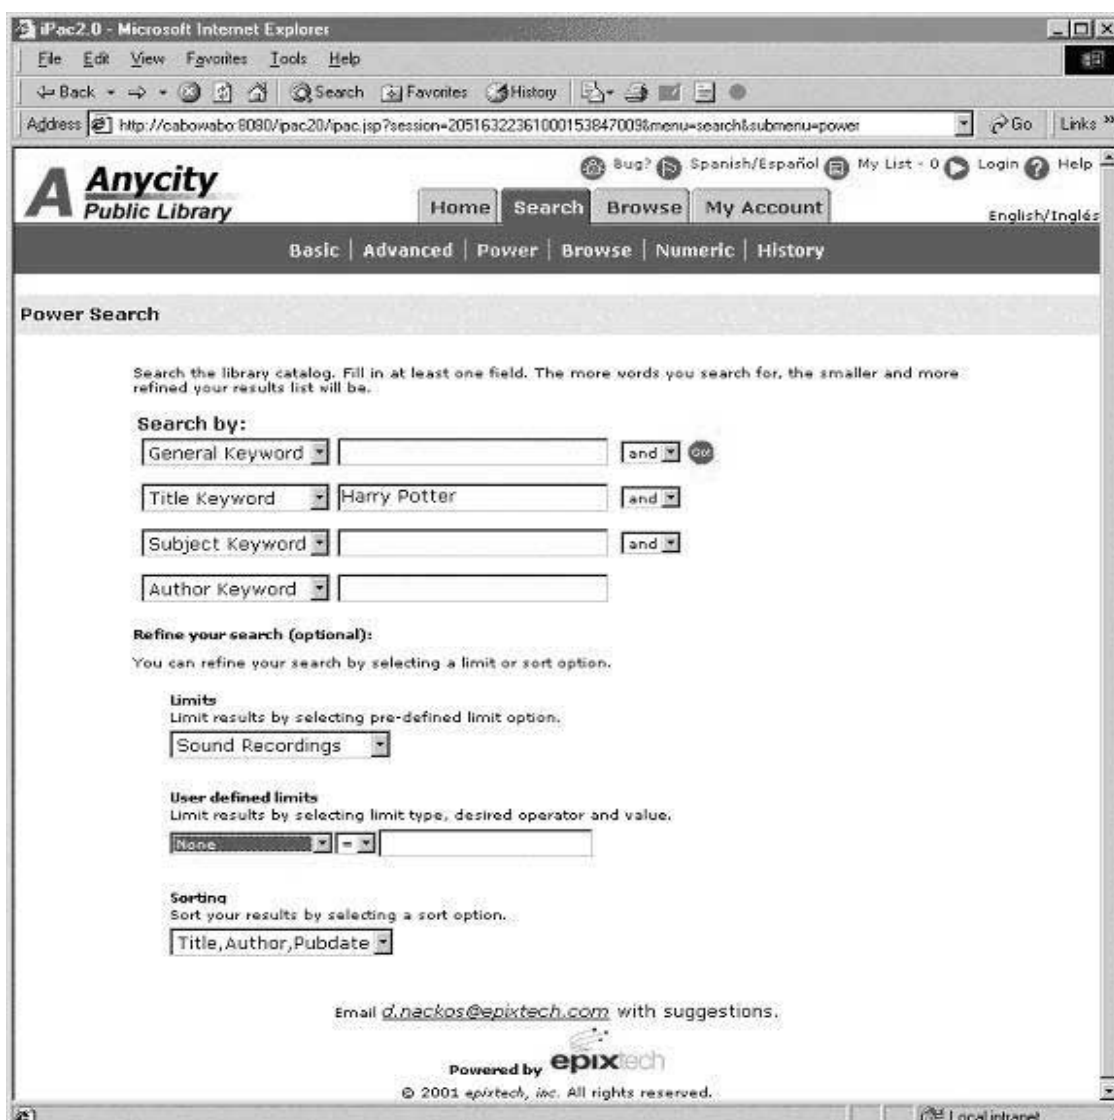 iPac2.0 - Microsoft Internet Explorer
File Edit View Favorites Tools Help
Back Search Favorites History
Address http://cabowabo:8080/ipac20/ipac.jsp?session=20516322361000153847009&menu=search&submenu=power Go Links »
Bug? Spanish/Español My List - 0 Login ? Help
A Anycity
Public Library
Home Search Browse My Account
English/Inglés
Basic | Advanced | Power | Browse | Numeric | History
Power Search
Search the library catalog. Fill in at least one field. The more words you search for, the smaller and more
refined your results list will be.
Search by:
General Keyword and Go!
Title Keyword Harry Potter and
Subject Keyword and
Author Keyword
Refine your search (optional):
You can refine your search by selecting a limit or sort option.
Limits
Limit results by selecting pre-defined limit option.
Sound Recordings
User defined limits
Limit results by selecting limit type, desired operator and value.
None =
Sorting
Sort your results by selecting a sort option.
Title,Author,Pubdate
Email d.nackos@epixtech.com with suggestions.
Powered by epixtech
© 2001 epixtech, inc. All rights reserved.
Local intranet